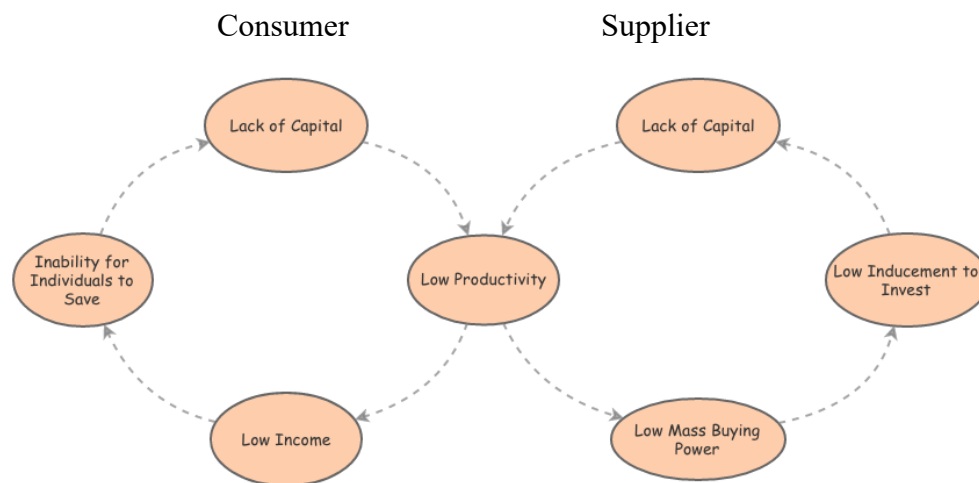 Consumer
Supplier
Lack of Capital
Lack of Capital
Inability for
Individuals to
Save
Low Productivity
Low Inducement to
Invest
Low Income
Low Mass Buying
Power